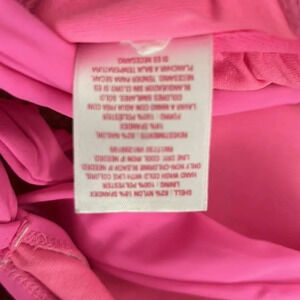 SHELL : 82% NYLON, 18% SPANDEX
LINING : 100% POLYESTER
HAND WASH COLD WITH LIKE COLORS,
ONLY NON-CHLORINE BLEACH IF NEEDED,
LINE DRY, COOL IRON IF NEEDED
REVESTIMIENTO : 82% NAILON,
18% SPANDEX
FORRO : 100% POLIESTER
LAVAR A MANO CON AGUA FRIA CON
COLORES SIMILARES, SOLO
BLANQUEADOR SIN CLORO SI ES
NECESARIO, TENDER PARA SECAR,
PLANCHAR A BAJA TEMPERATURA
SI ES NECESARIO